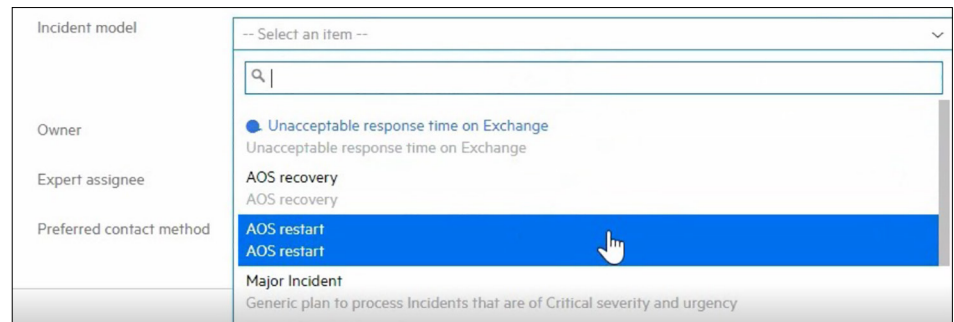 Incident model
-- Select an item --
Unacceptable response time on Exchange
Unacceptable response time on Exchange
Owner
AOS recovery
Expert assignee
AOS recovery
AOS restart
Preferred contact method
AOS restart
Major Incident
Generic plan to process Incidents that are of Critical severity and urgency